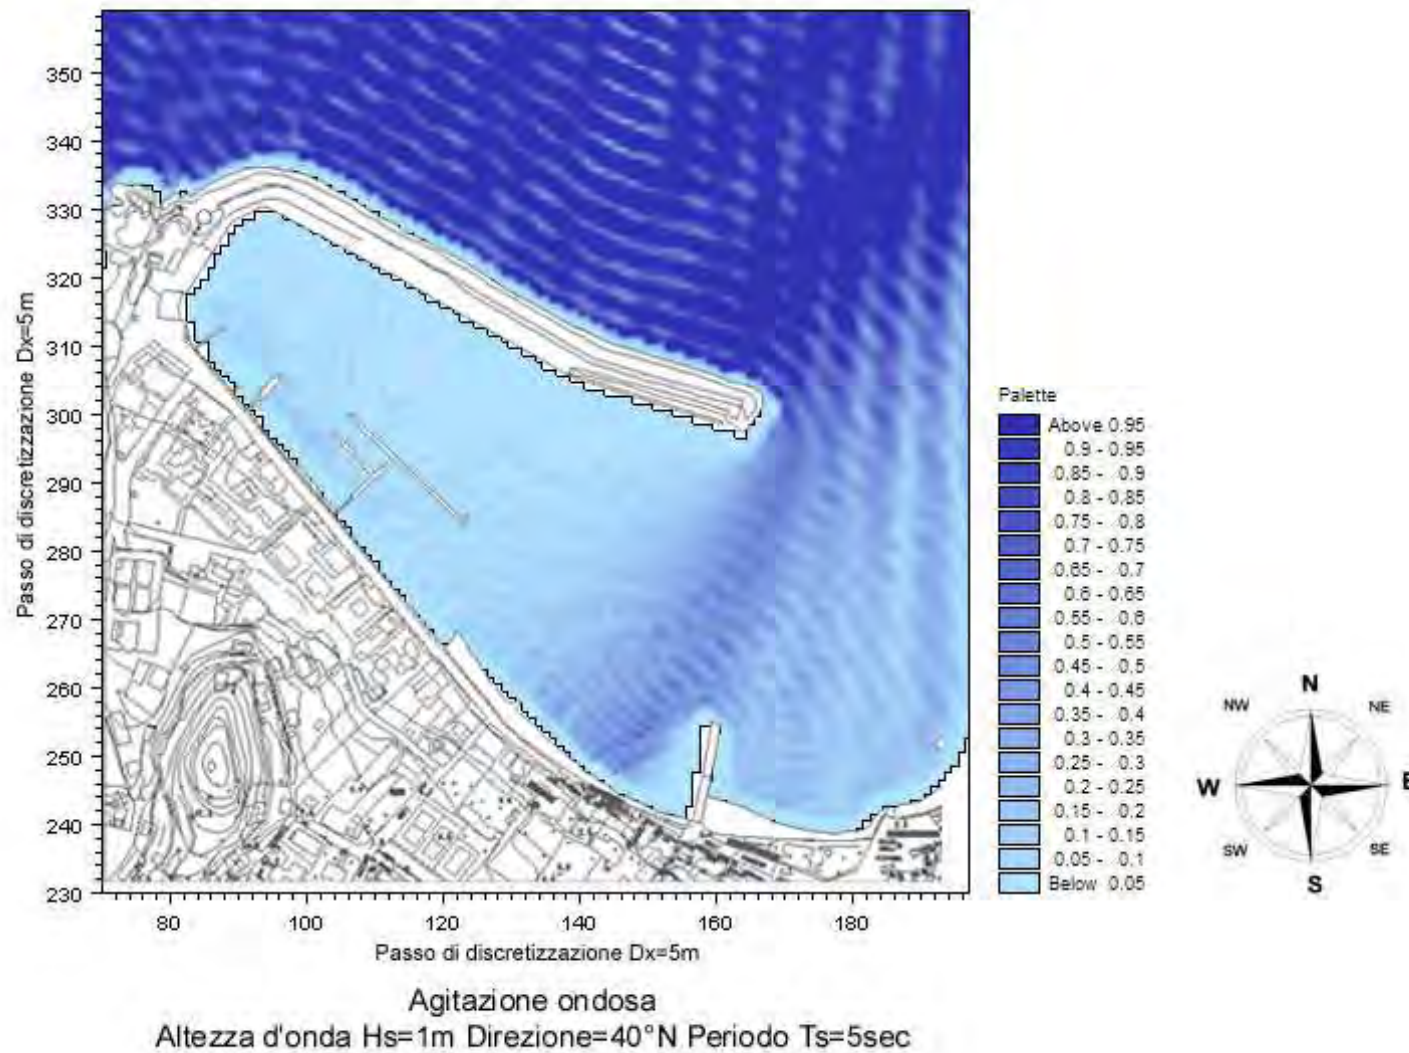 350
340
330
320
310
300
290
280
270
260
250
240
230
Passo di discretizzazione Dx=5m
80 100 120 140 160 180
Passo di discretizzazione Dx=5m
Palette
Above 0.95
0.9 - 0.95
0.85 - 0.9
0.8 - 0.85
0.75 - 0.8
0.7 - 0.75
0.65 - 0.7
0.6 - 0.65
0.55 - 0.6
0.5 - 0.55
0.45 - 0.5
0.4 - 0.45
0.35 - 0.4
0.3 - 0.35
0.25 - 0.3
0.2 - 0.25
0.15 - 0.2
0.1 - 0.15
0.05 - 0.1
Below 0.05
N
NW NE
W E
SW SE
S
Agitazione ondosa
Altezza d'onda Hs=1m Direzione=40°N Periodo Ts=5sec